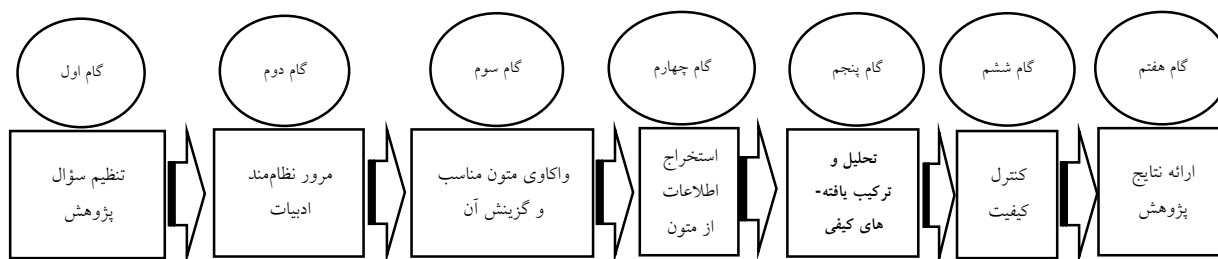 گام اول
گام دوم
گام سوم
گام چهارم
گام پنجم
گام ششم
گام هفتم
تنظیم سؤال
پژوهش
مرور نظام‌مند
ادبیات
واکاوی متون مناسب
و گزینش آن
استخراج
اطلاعات
از متون
تحلیل و
ترکیب یافته-
های کیفی
کنترل
کیفیت
ارائه نتایج
پژوهش